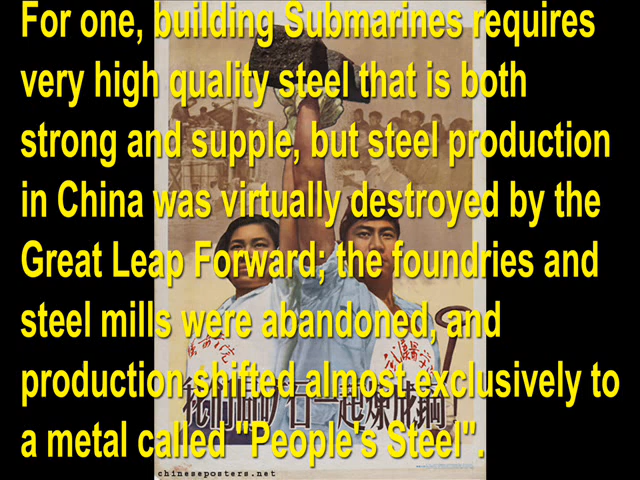 For one, building Submarines requires
very high quality steel that is both
strong and supple, but steel production
in China was virtually destroyed by the
Great Leap Forward; the foundries and
steel mills were abandoned, and
production shifted almost exclusively to
a metal called "People's Steel".
chineseposters.net